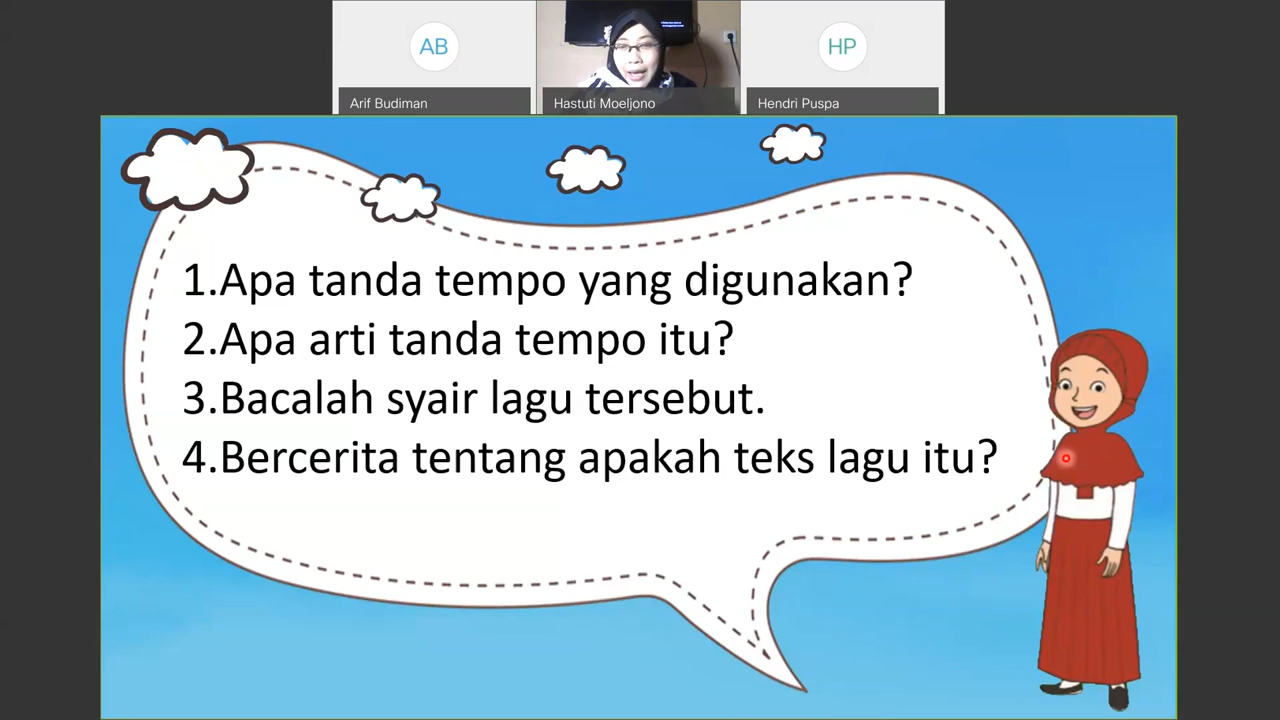 AB
HP
Arif Budiman
Hastuti Moeljono
Hendri Puspa
1.Apa tanda tempo yang digunakan?
2.Apa arti tanda tempo itu?
3.Bacalah syair lagu tersebut.
4.Bercerita tentang apakah teks lagu itu?